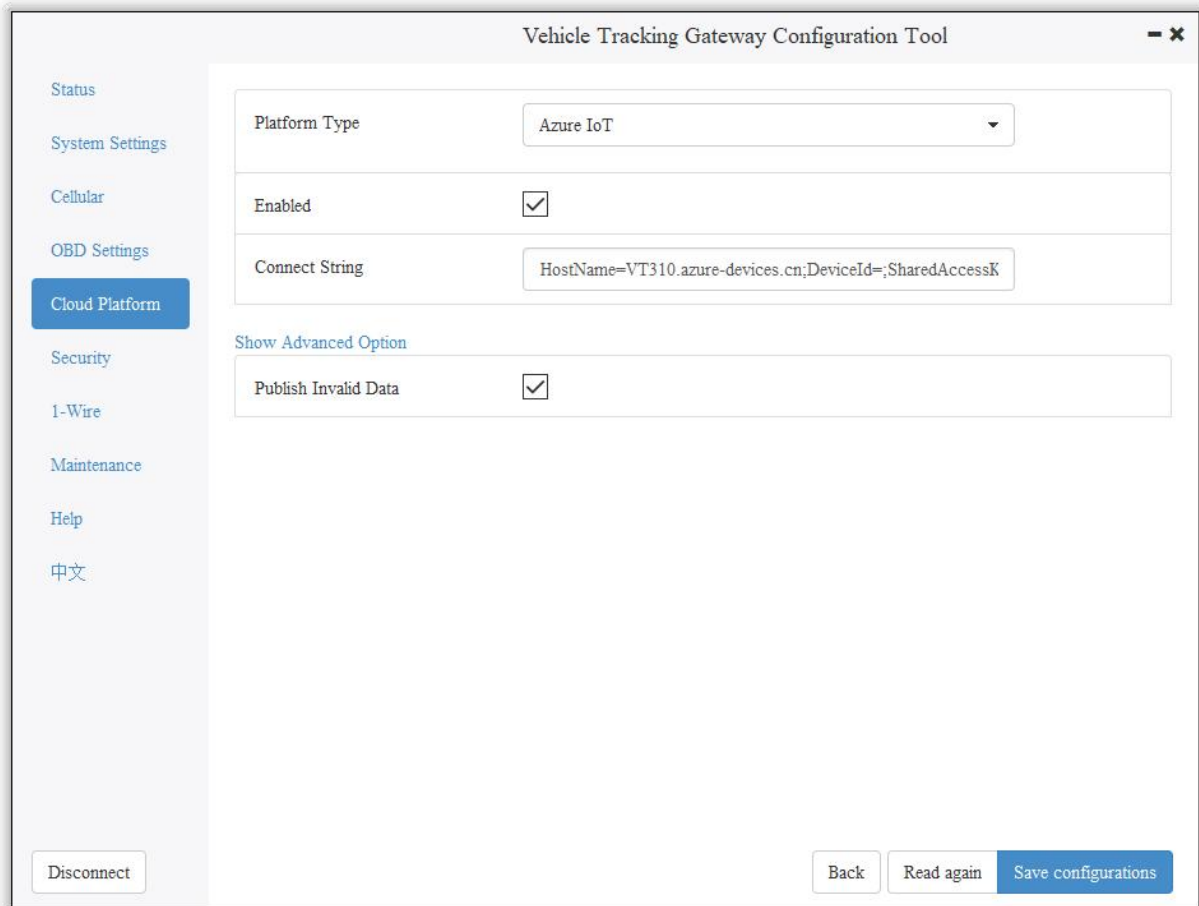 Vehicle Tracking Gateway Configuration Tool
Status
System Settings
Cellular
OBD Settings
Cloud Platform
Security
1-Wire
Maintenance
Help
中文
Platform Type
Azure IoT
Enabled
Connect String
HostName=VT310.azure-devices.cn;DeviceId=;SharedAccessK
Show Advanced Option
Publish Invalid Data
Disconnect
Back
Read again
Save configurations